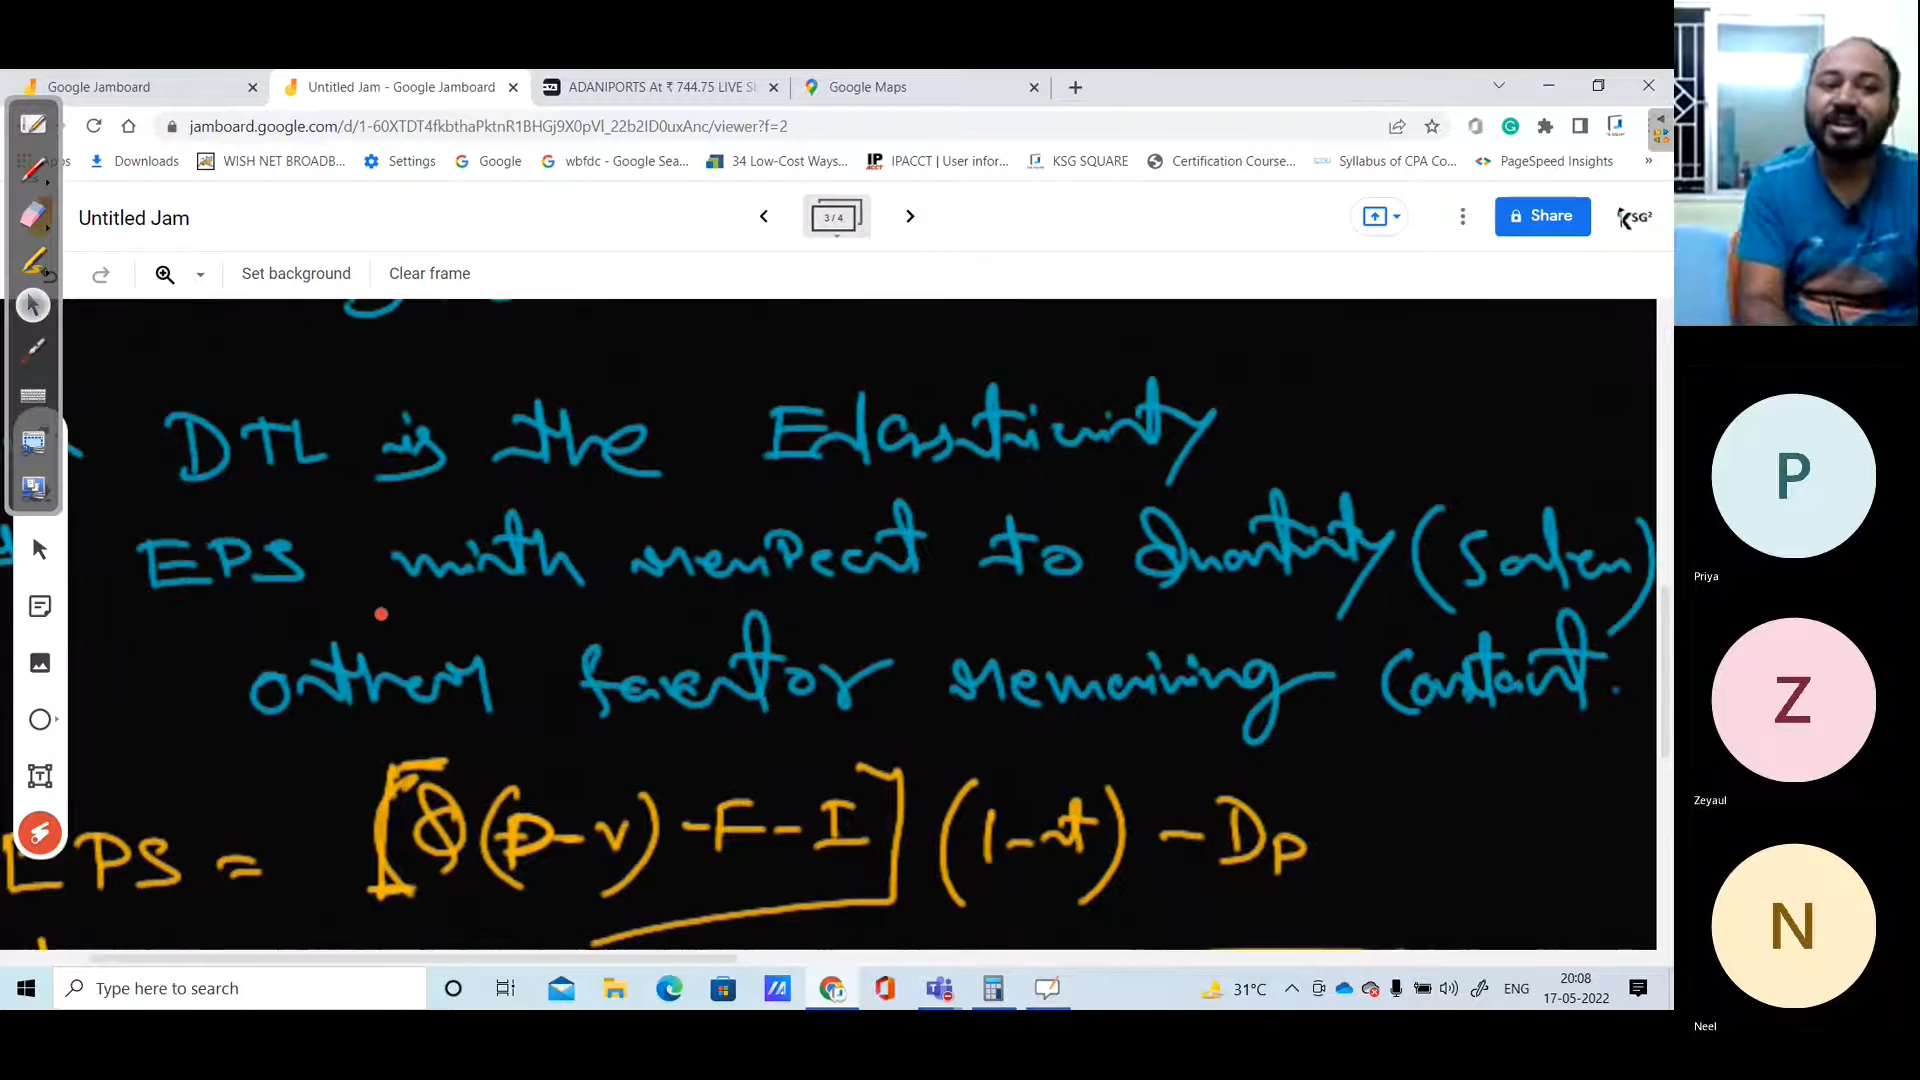 Google Jamboard
Untitled Jam - Google Jamboard
ADANIPORTS At ₹ 744.75 LIVE S
Google Maps
jamboard.google.com/d/1-60XTDT4fkbthaPktnR1BHGj9X0pVl_22b2ID0uxAnc/viewer?f=2
Downloads
WISH NET BROADB...
Settings
Google
wbfdc - Google Sea...
34 Low-Cost Ways...
IPACCT | User infor...
KSG SQUARE
Certification Course...
Syllabus of CPA Co...
PageSpeed Insights
»
Untitled Jam
3 / 4
Share
KSG²
Set background
Clear frame
DTL is the Elasticity
EPS with respect to Quantity (Sales)
other factor remaining Constant.
EPS = [Q(p-v) -F-I] (1-t) - Dp
P
Priya
Z
Zeyaul
N
Neel
Type here to search
31°C
ENG
20:08
17-05-2022